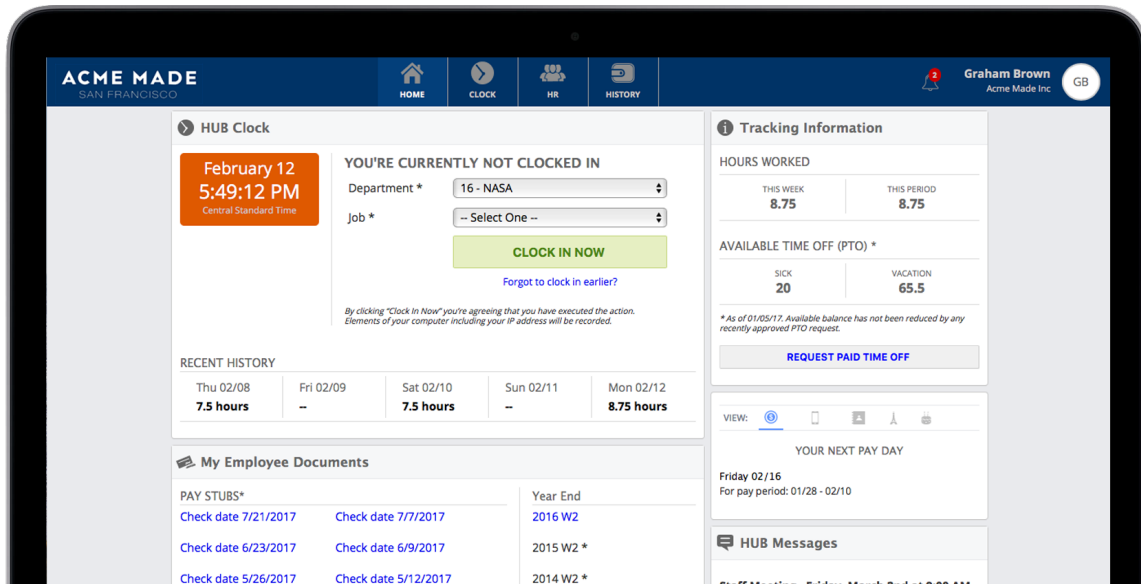 ACME MADE
SAN FRANCISCO
HOME
CLOCK
HR
HISTORY
2
Graham Brown
Acme Made Inc
GB
HUB Clock
February 12
5:49:12 PM
Central Standard Time
YOU'RE CURRENTLY NOT CLOCKED IN
Department *
16 - NASA
Job *
-- Select One --
CLOCK IN NOW
Forgot to clock in earlier?
By clicking "Clock In Now" you're agreeing that you have executed the action.
Elements of your computer including your IP address will be recorded.
RECENT HISTORY
Thu 02/08
Fri 02/09
Sat 02/10
Sun 02/11
Mon 02/12
7.5 hours
--
7.5 hours
--
8.75 hours
My Employee Documents
PAY STUBS*
Year End
Check date 7/21/2017
Check date 7/7/2017
2016 W2
Check date 6/23/2017
Check date 6/9/2017
2015 W2 *
Check date 5/26/2017
Check date 5/12/2017
2014 W2 *
Tracking Information
HOURS WORKED
THIS WEEK
THIS PERIOD
8.75
8.75
AVAILABLE TIME OFF (PTO) *
SICK
VACATION
20
65.5
* As of 01/05/17. Available balance has not been reduced by any
recently approved PTO request.
REQUEST PAID TIME OFF
VIEW:
YOUR NEXT PAY DAY
Friday 02/16
For pay period: 01/28 - 02/10
HUB Messages
Staff Meeting - Friday, March 2nd at 9:00 AM